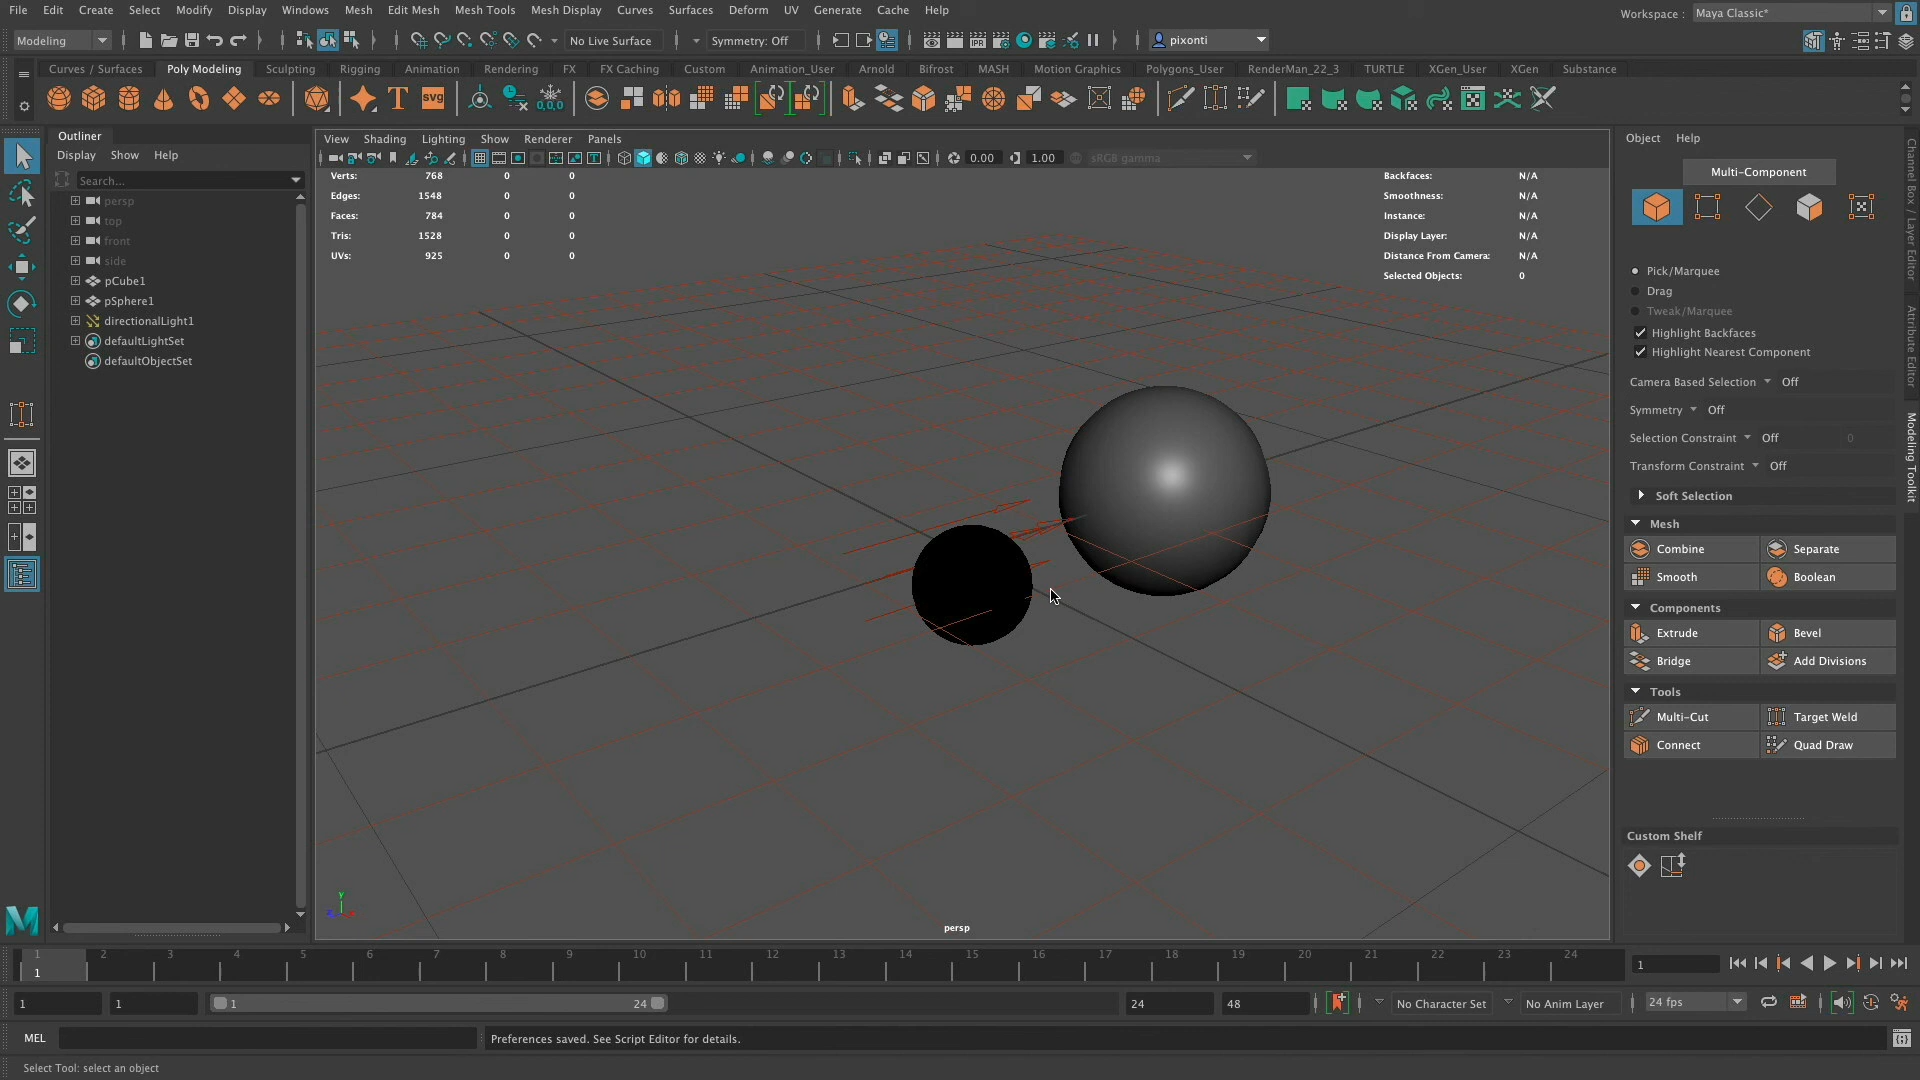 File Edit Create Select Modify Display Windows Mesh Edit Mesh Mesh Tools Mesh Display Curves Surfaces Deform UV Generate Cache Help
Workspace : Maya Classic*
Modeling No Live Surface Symmetry: Off pixonti
Curves / Surfaces Poly Modeling Sculpting Rigging Animation Rendering FX FX Caching Custom Animation_User Arnold Bifrost MASH Motion Graphics Polygons_User RenderMan_22_3 TURTLE XGen_User XGen Substance
SVG 0,0,0
Outliner
Display Show Help
Search...
persp
top
front
side
pCube1
pSphere1
directionalLight1
defaultLightSet
defaultObjectSet
View Shading Lighting Show Renderer Panels
0.00 1.00 sRGB gamma
Verts: 768 0 0
Edges: 1548 0 0
Faces: 784 0 0
Tris: 1528 0 0
UVs: 925 0 0
Backfaces: N/A
Smoothness: N/A
Instance: N/A
Display Layer: N/A
Distance From Camera: N/A
Selected Objects: 0
persp
Object Help
Multi-Component
Pick/Marquee
Drag
Tweak/Marquee
Highlight Backfaces
Highlight Nearest Component
Camera Based Selection Off
Symmetry Off
Selection Constraint Off 0
Transform Constraint Off
Soft Selection
Mesh
Combine Separate
Smooth Boolean
Components
Extrude Bevel
Bridge Add Divisions
Tools
Multi-Cut Target Weld
Connect Quad Draw
Custom Shelf
Channel Box / Layer Editor
Attribute Editor
Modeling Toolkit
1 2 3 4 5 6 7 8 9 10 11 12 13 14 15 16 17 18 19 20 21 22 23 24
1
1
1 1 1 24 24 48 No Character Set No Anim Layer 24 fps
MEL Preferences saved. See Script Editor for details.
Select Tool: select an object